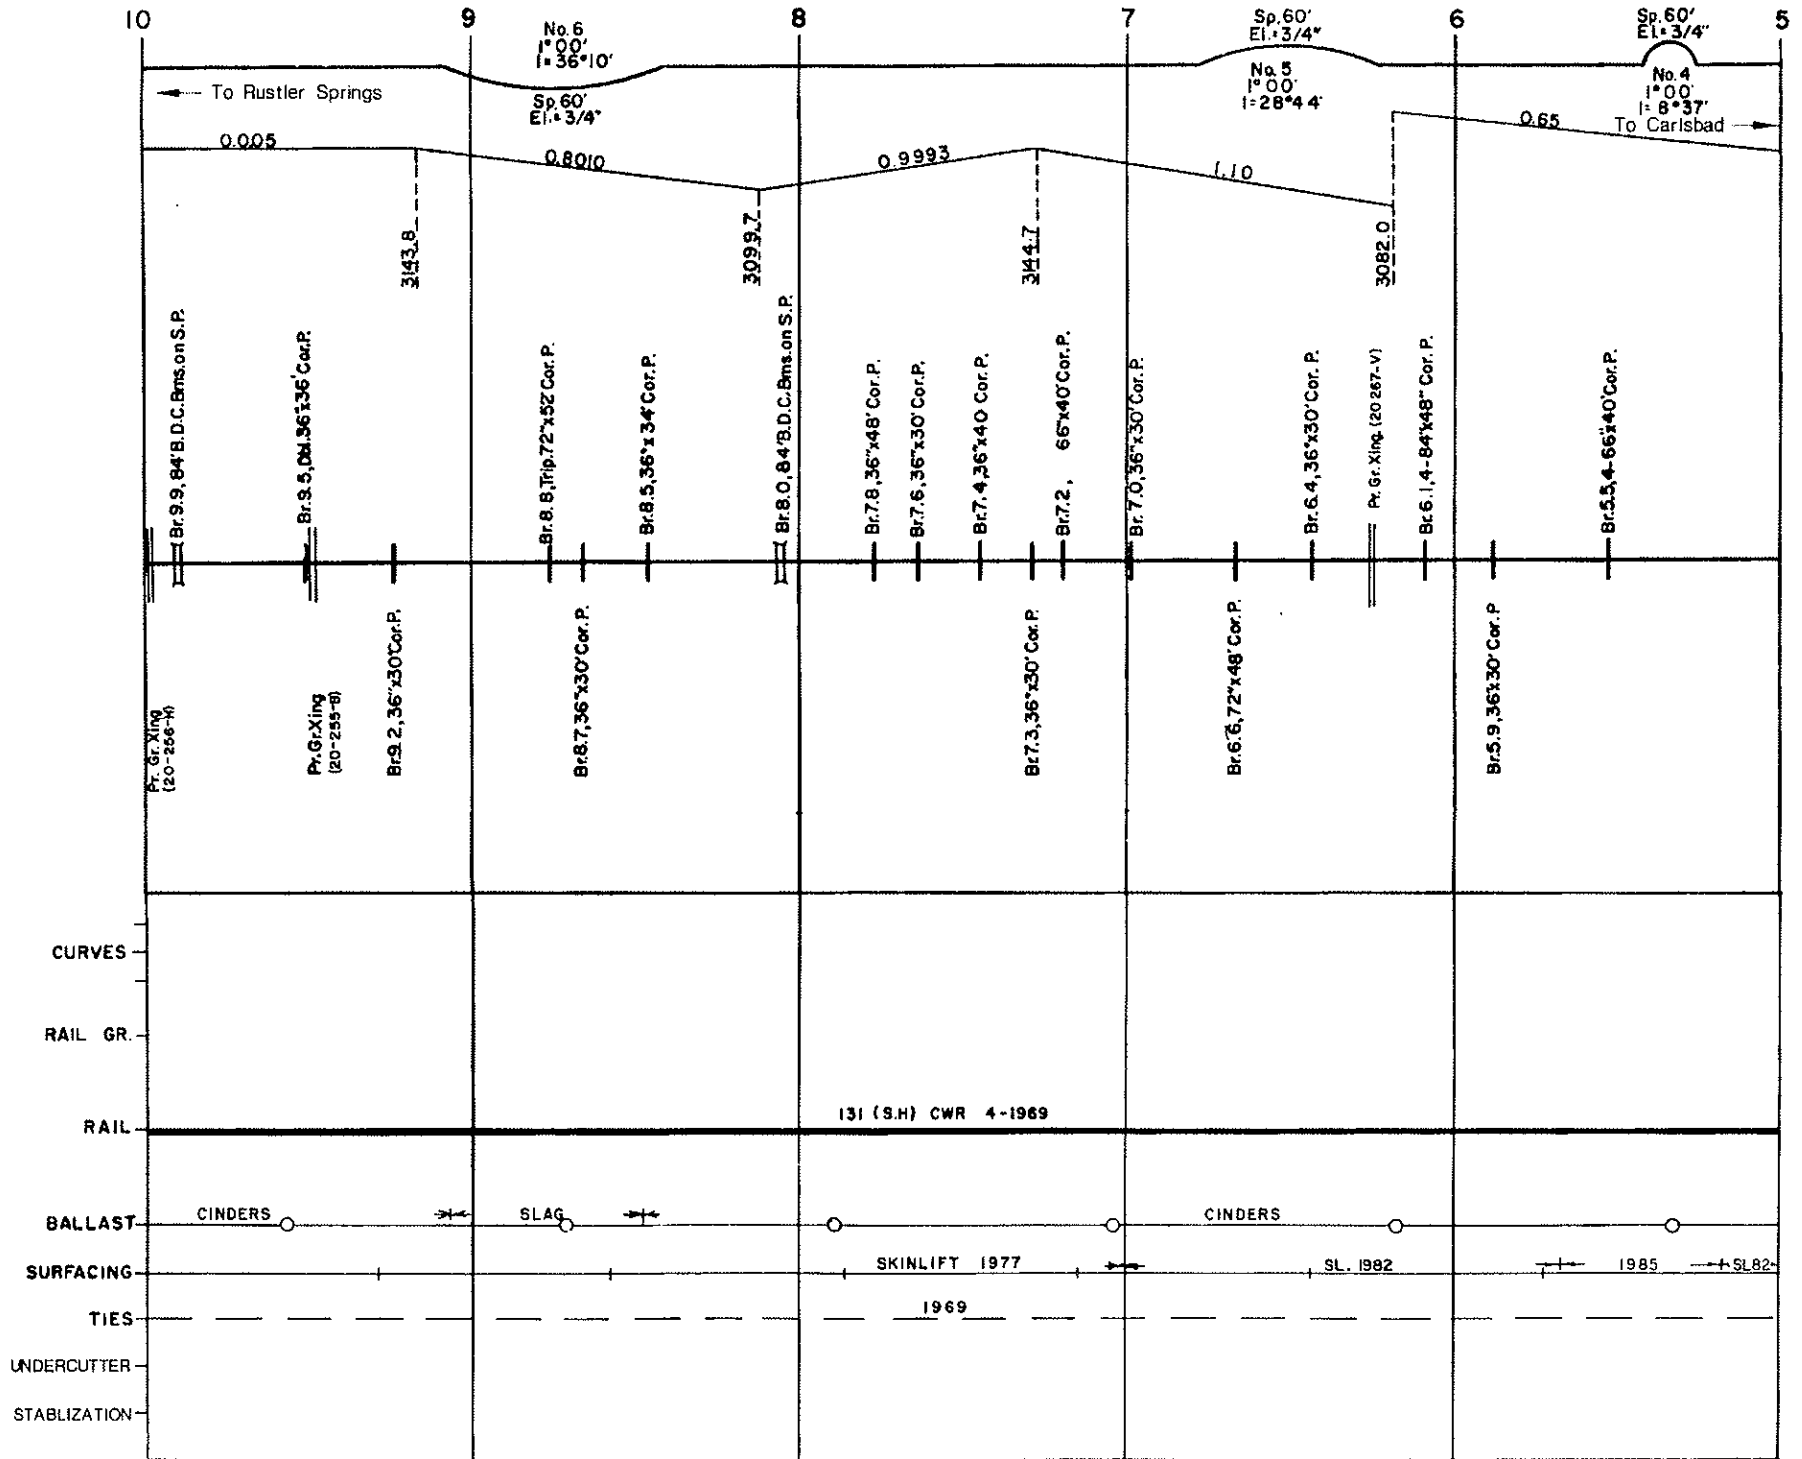 10 9 8 7 6 5
No. 6
1°00'
I=36°10'
Sp. 60'
El.=3/4"
Sp. 60'
El.=3/4"
No. 5
1°00'
I=28°44'
Sp. 60'
El.=3/4"
No. 4
1°00'
I=8°37'
To Rustler Springs
To Carlsbad
0.005
0.8010
0.9993
1.10
0.65
3143.8
3099.7
3144.7
3082.0
Br.9.9, 84' B.D.C. Bms. on S.P.
Br.9.5, Dbl. 36"x36' Cor. P.
Br.8.8, Trip. 72"x52' Cor. P.
Br.8.5, 36"x34' Cor. P.
Br.8.0, 84' B.D.C. Bms. on S.P.
Br.7.8, 36"x48' Cor. P.
Br.7.6, 36"x30' Cor. P.
Br.7.4, 36"x40 Cor. P.
Br.7.2, 66"x40' Cor. P.
Br.7.0, 36"x30' Cor. P.
Br.6.4, 36"x30' Cor. P.
Pr. Gr. Xing. (20267-V)
Br.6.1, 4-84"x48" Cor. P.
Br.5.5, 4-66"x40' Cor. P.
Pr. Gr. Xing
(20-256-H)
Pr. Gr. Xing
(20-255-B)
Br.9.2, 36"x30' Cor. P.
Br.8.7, 36"x30' Cor. P.
Br.7.3, 36"x30' Cor. P.
Br.6.6, 72"x48' Cor. P.
Br.5.9, 36"x30' Cor. P
CURVES
RAIL GR.
RAIL
131 (S.H) CWR 4-1969
BALLAST
CINDERS
SLAG
CINDERS
SURFACING
SKINLIFT 1977
SL. 1982
1985
SL82
TIES
1969
UNDERCUTTER
STABLIZATION